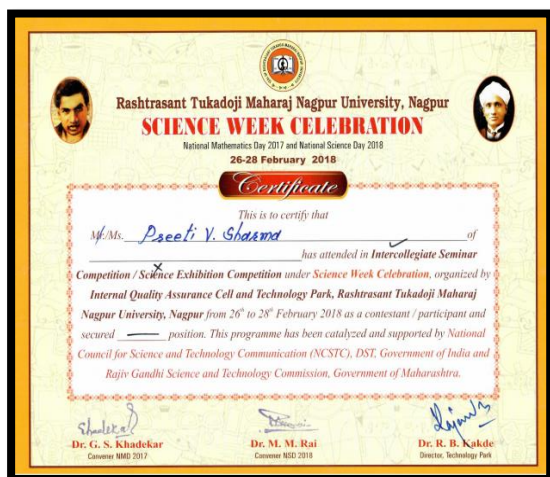 Rashtrasant Tukadoji Maharaj Nagpur University, Nagpur
SCIENCE WEEK CELEBRATION
National Mathematics Day 2017 and National Science Day 2018
26-28 February 2018
Certificate
This is to certify that
Mr./Ms. Preeti V. Sharma of
has attended in Intercollegiate Seminar
Competition / Science Exhibition Competition under Science Week Celebration, organized by
Internal Quality Assurance Cell and Technology Park, Rashtrasant Tukadoji Maharaj
Nagpur University, Nagpur from 26th to 28th February 2018 as a contestant / participant and
secured — position. This programme has been catalyzed and supported by National
Council for Science and Technology Communication (NCSTC), DST, Government of India and
Rajiv Gandhi Science and Technology Commission, Government of Maharashtra.
Dr. G. S. Khadekar
Convener NMD 2017
Dr. M. M. Rai
Convener NSD 2018
Dr. R. B. Kakde
Director, Technology Park